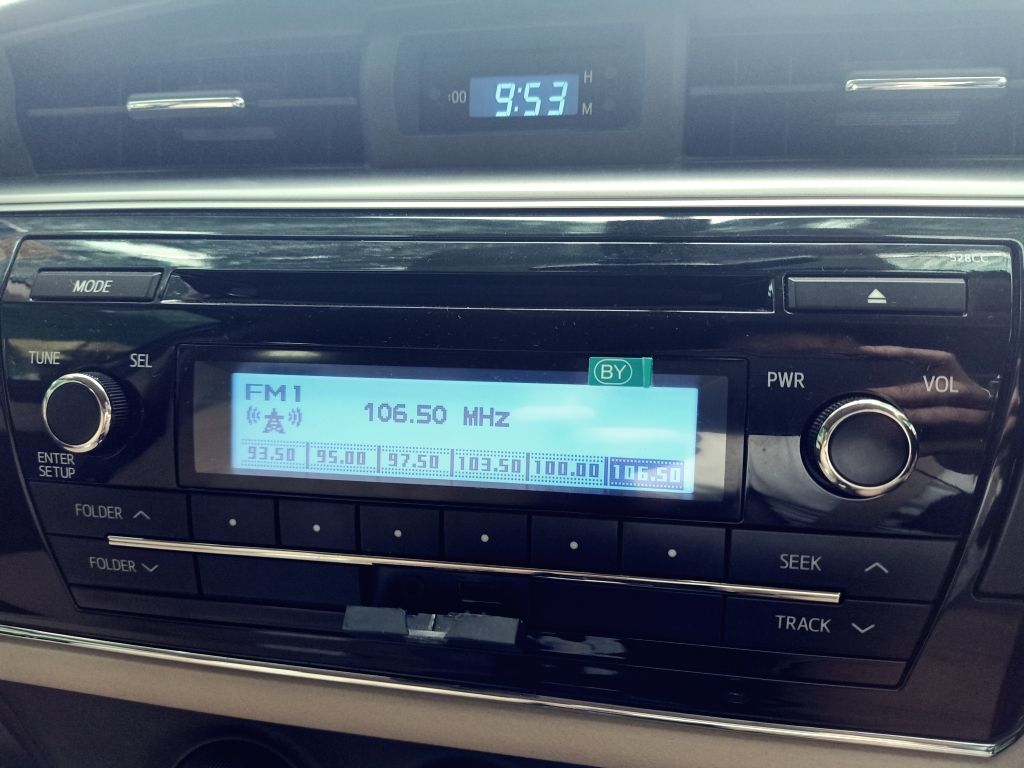 :00 9:53 H
M
528CC
MODE
TUNE SEL
BY
PWR VOL
FM1
106.50 MHz
93.50 95.00 97.50 103.50 100.00 106.50
ENTER
SETUP
FOLDER
FOLDER
SEEK
TRACK